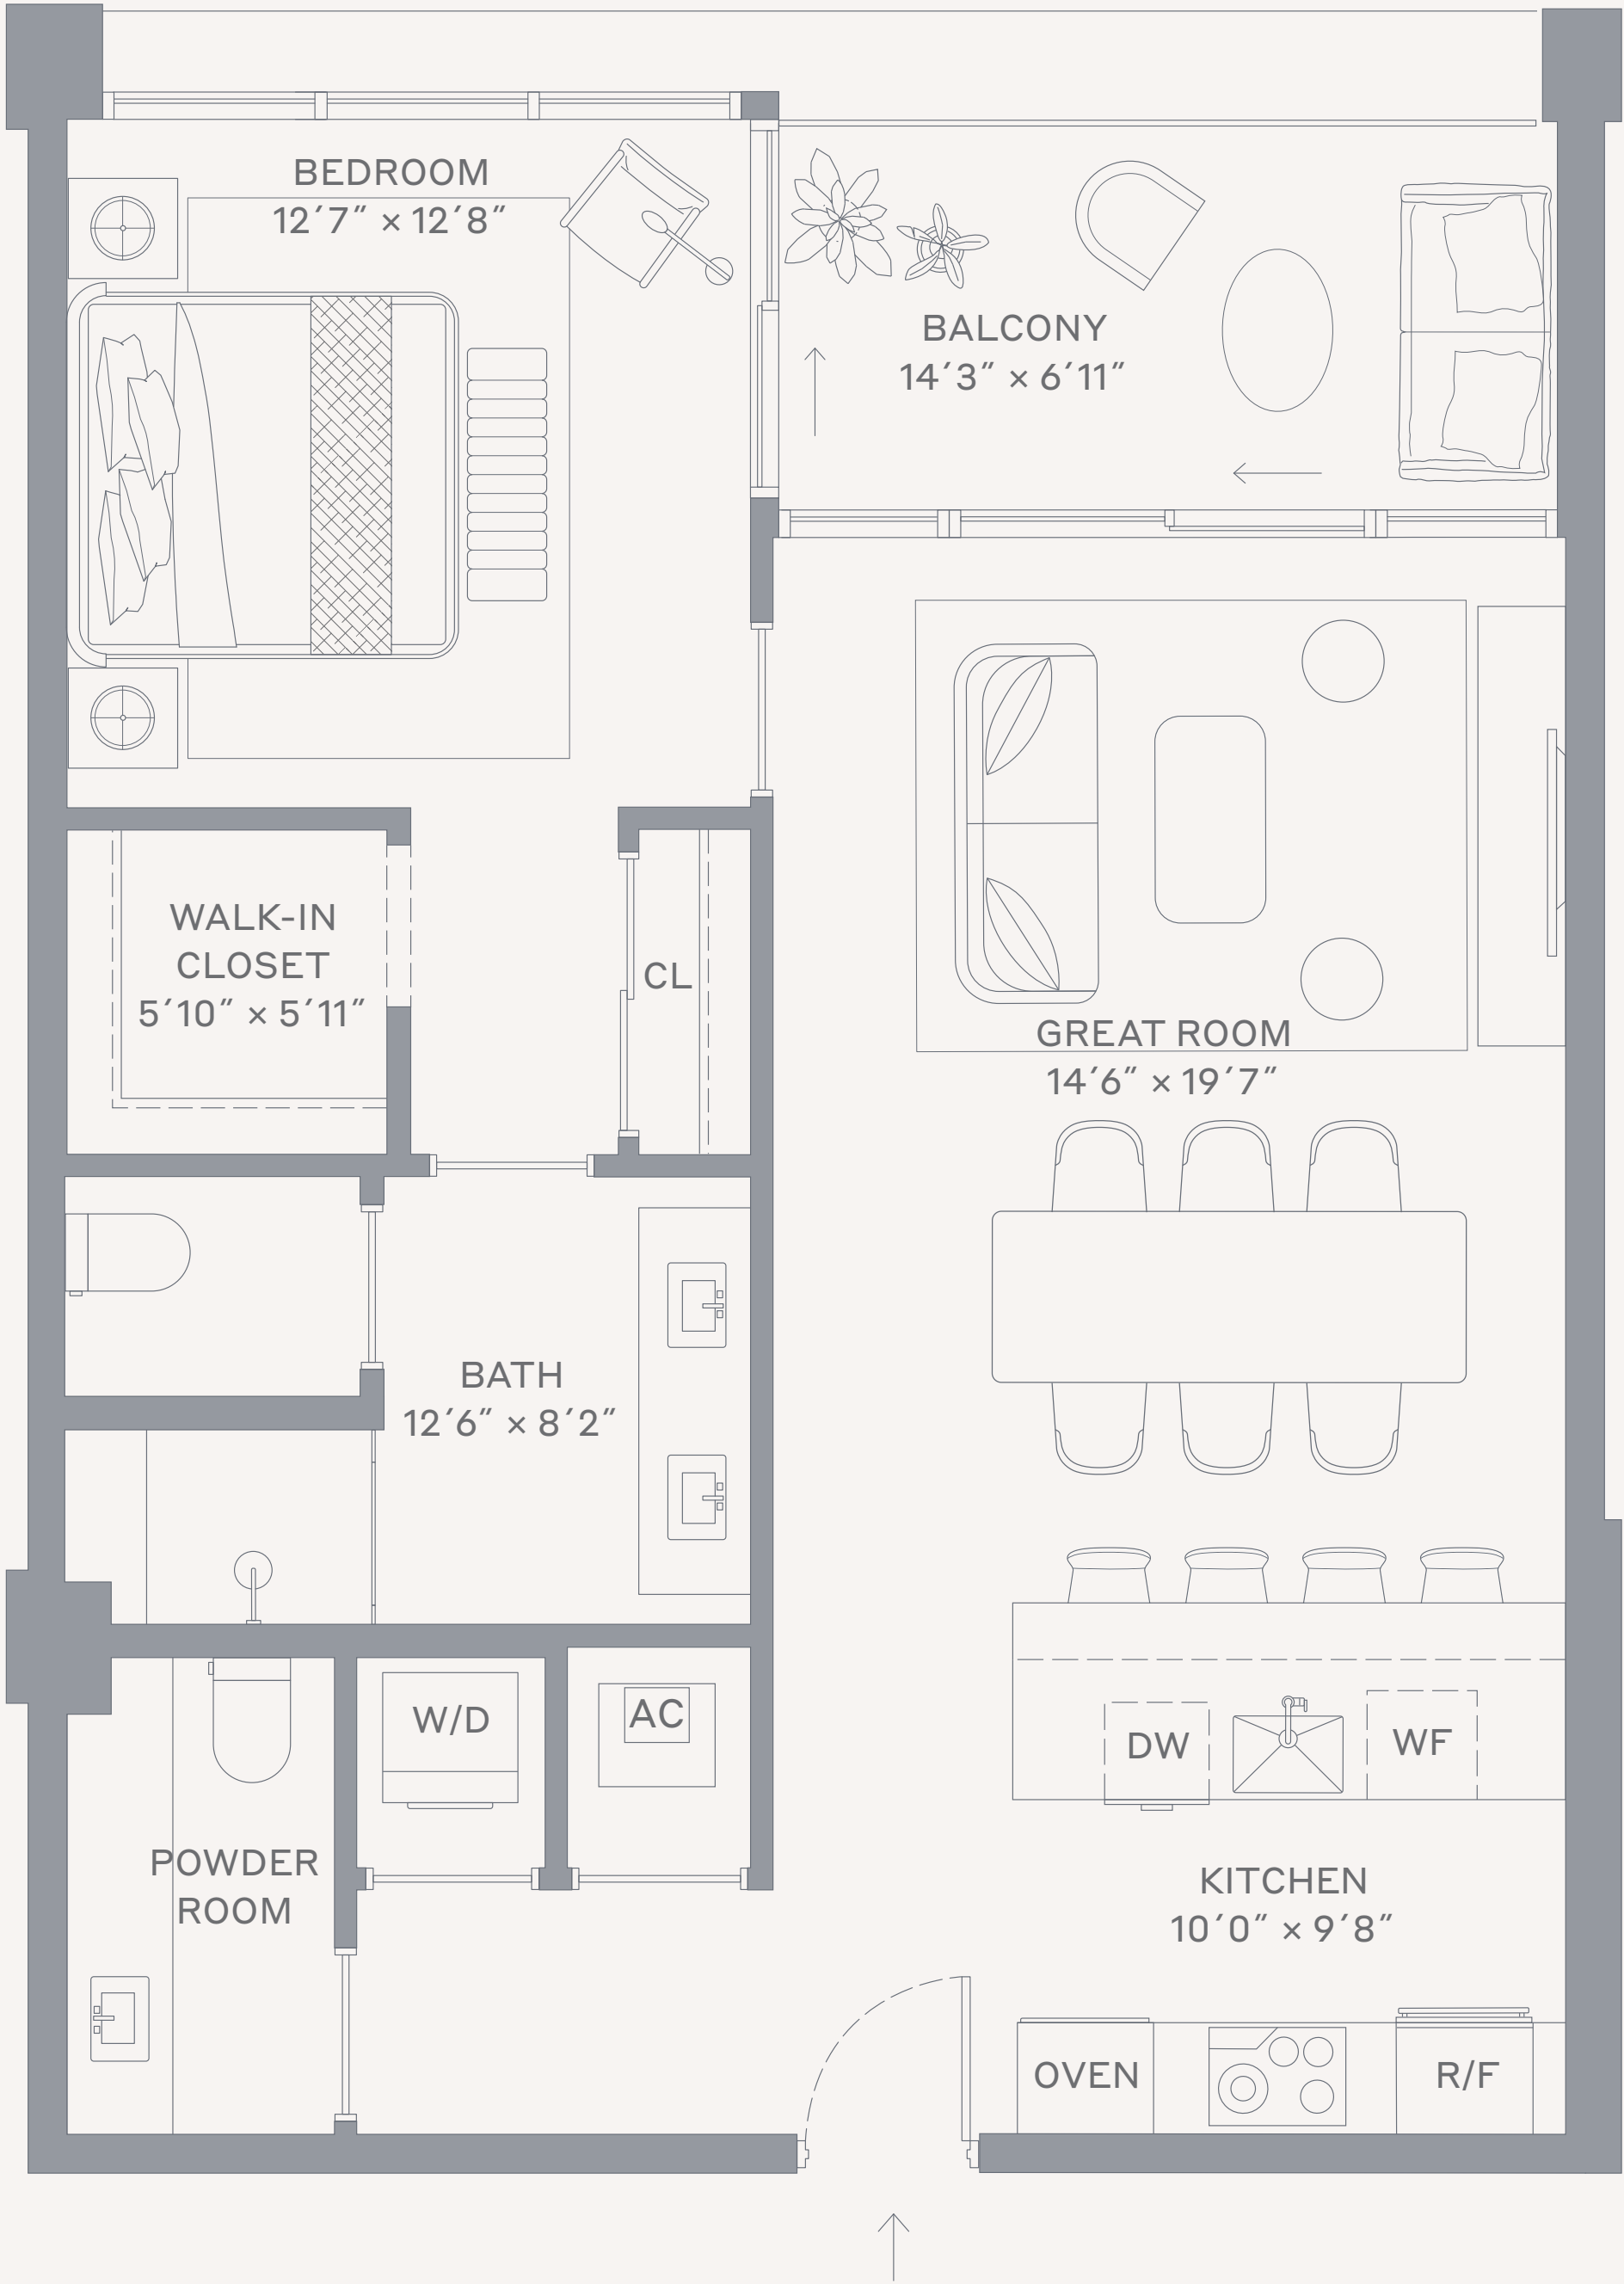 BEDROOM
12´7˝ × 12´8˝
BALCONY
14´3˝ × 6´11˝
WALK-IN
CLOSET
5´10˝ × 5´11˝
CL
GREAT ROOM
14´6˝ × 19´7˝
BATH
12´6˝ × 8´2˝
W/D
AC
DW
WF
POWDER
ROOM
KITCHEN
10´0˝ × 9´8˝
OVEN
R/F